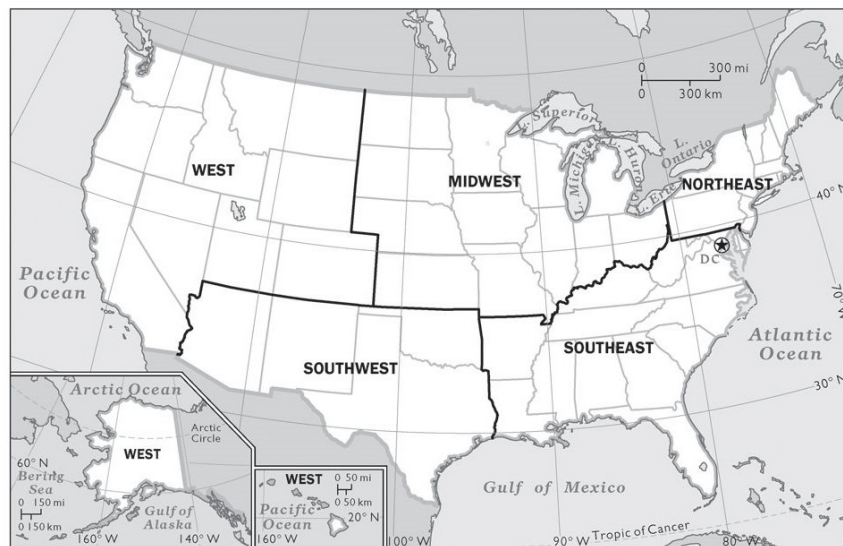 0 300 mi
0 300 km
L. Superior
L. Michigan
L. Huron
L. Ontario
L. Erie
WEST
MIDWEST
NORTHEAST
40° N
DC
Pacific
Ocean
70° W
Atlantic
Ocean
SOUTHWEST
SOUTHEAST
30° N
Arctic Ocean
Arctic
Circle
WEST
60° N
Bering
Sea
0 150 mi
0 150 km
Gulf of
Alaska
160° W
140° W
WEST
0 50 mi
0 50 km
Pacific
Ocean
20° N
160° W
Gulf of Mexico
Tropic of Cancer
100° W
90° W
80° W